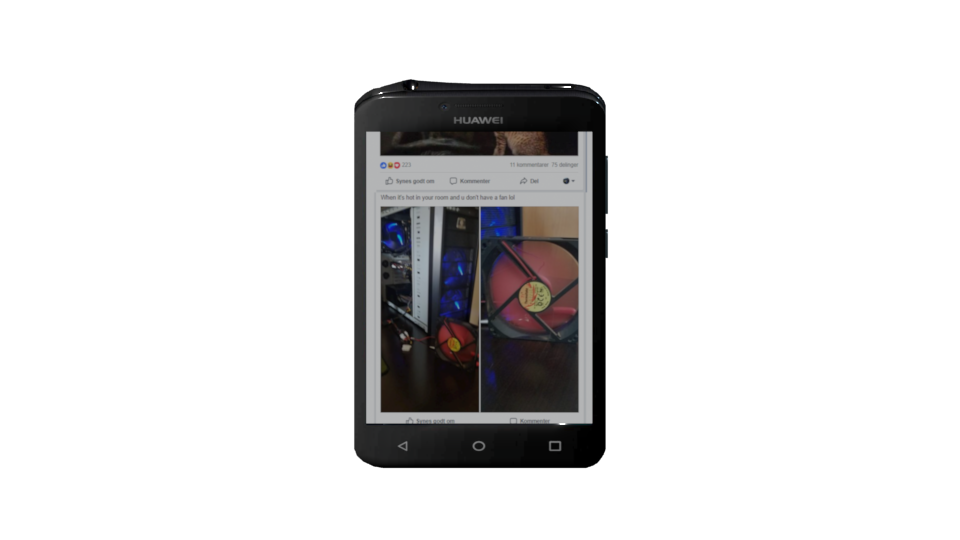 HUAWEI
223
11 kommentarer 75 delinger
Synes godt om Kommenter Del
When it's hot in your room and u don't have a fan lol
Synes godt om Kommenter